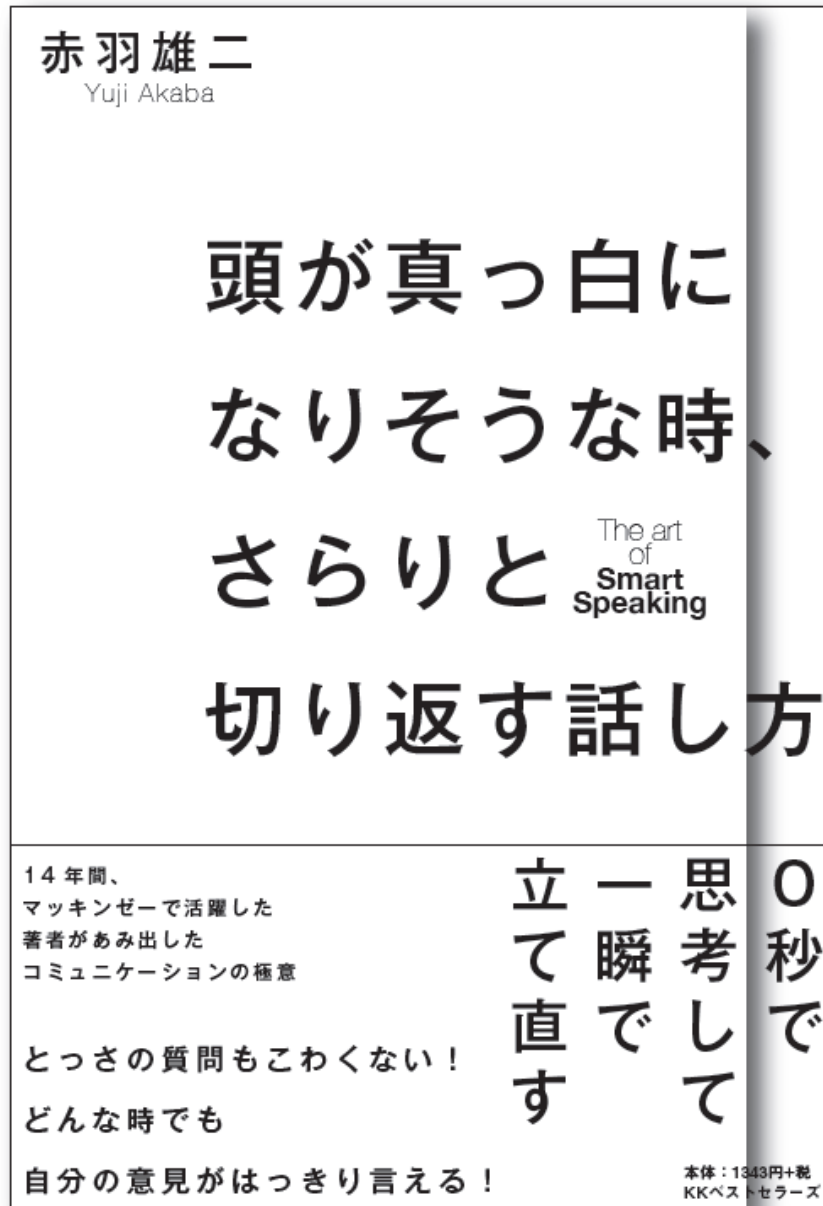 赤羽雄二
Yuji Akaba
頭が真っ白に
なりそうな時、
さらりと
The art
of
Smart
Speaking
切り返す話し方
０秒で
思考して
一瞬で
立て直す
14年間、
マッキンゼーで活躍した
著者があみ出した
コミュニケーションの極意
とっさの質問もこわくない！
どんな時でも
自分の意見がはっきり言える！
本体：1343円+税
KKベストセラーズ